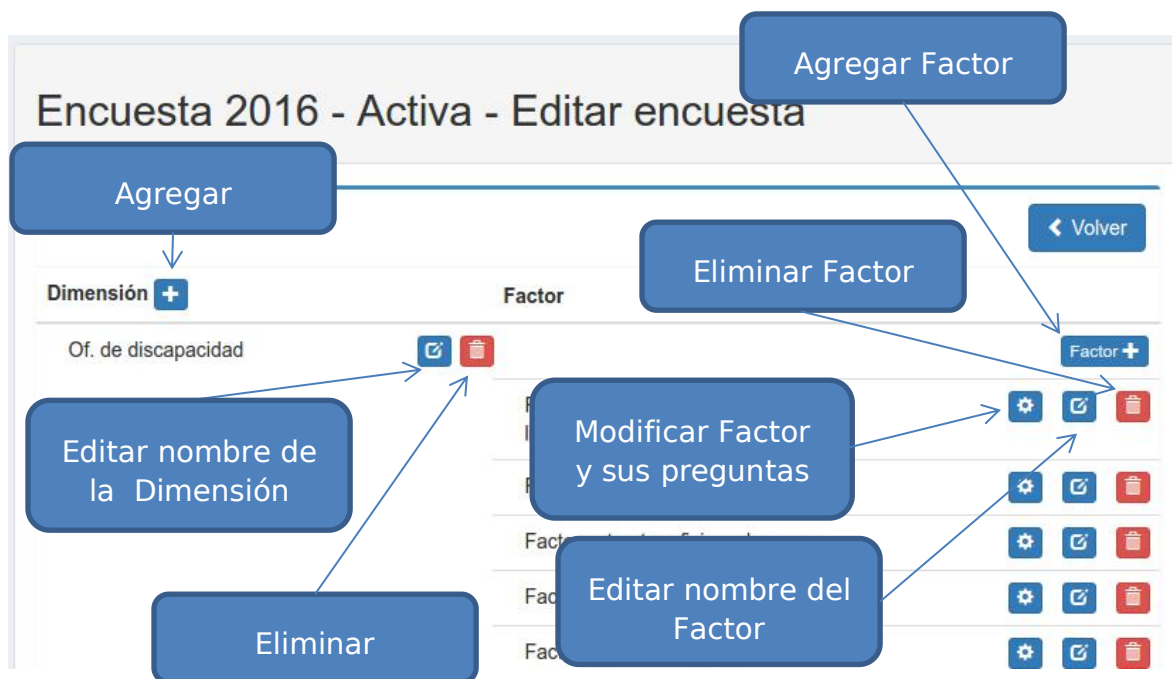 Agregar Factor
Encuesta 2016 - Activa - Editar encuesta
Agregar
Volver
Eliminar Factor
Dimensión
Factor
Of. de discapacidad
Factor
Modificar Factor
y sus preguntas
Editar nombre de
la Dimensión
Editar nombre del
Factor
Eliminar